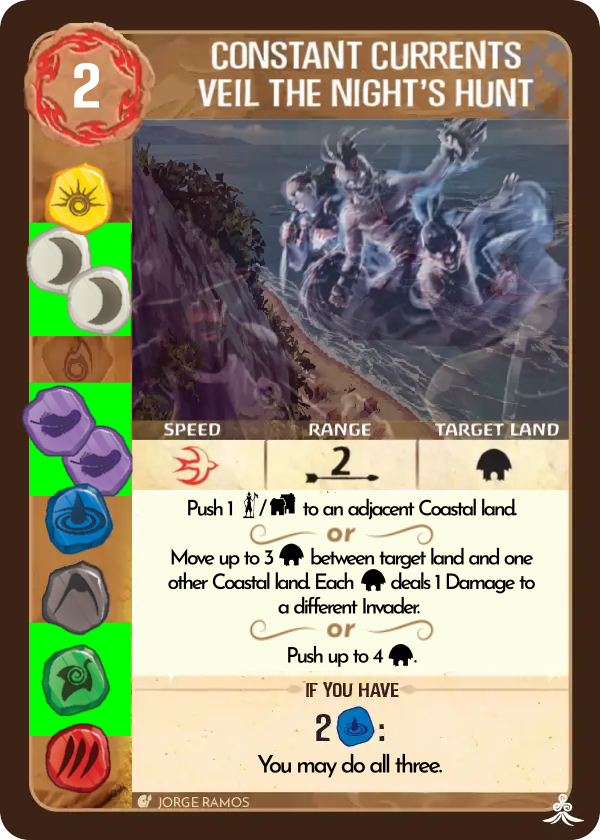 2
CONSTANT CURRENTS
VEIL THE NIGHT'S HUNT
SPEED RANGE TARGET LAND
2
Push 1 / to an adjacent Coastal land.
or
Move up to 3 between target land and one
other Coastal land. Each deals 1 Damage to
a different Invader.
or
Push up to 4 .
IF YOU HAVE
2 :
You may do all three.
JORGE RAMOS